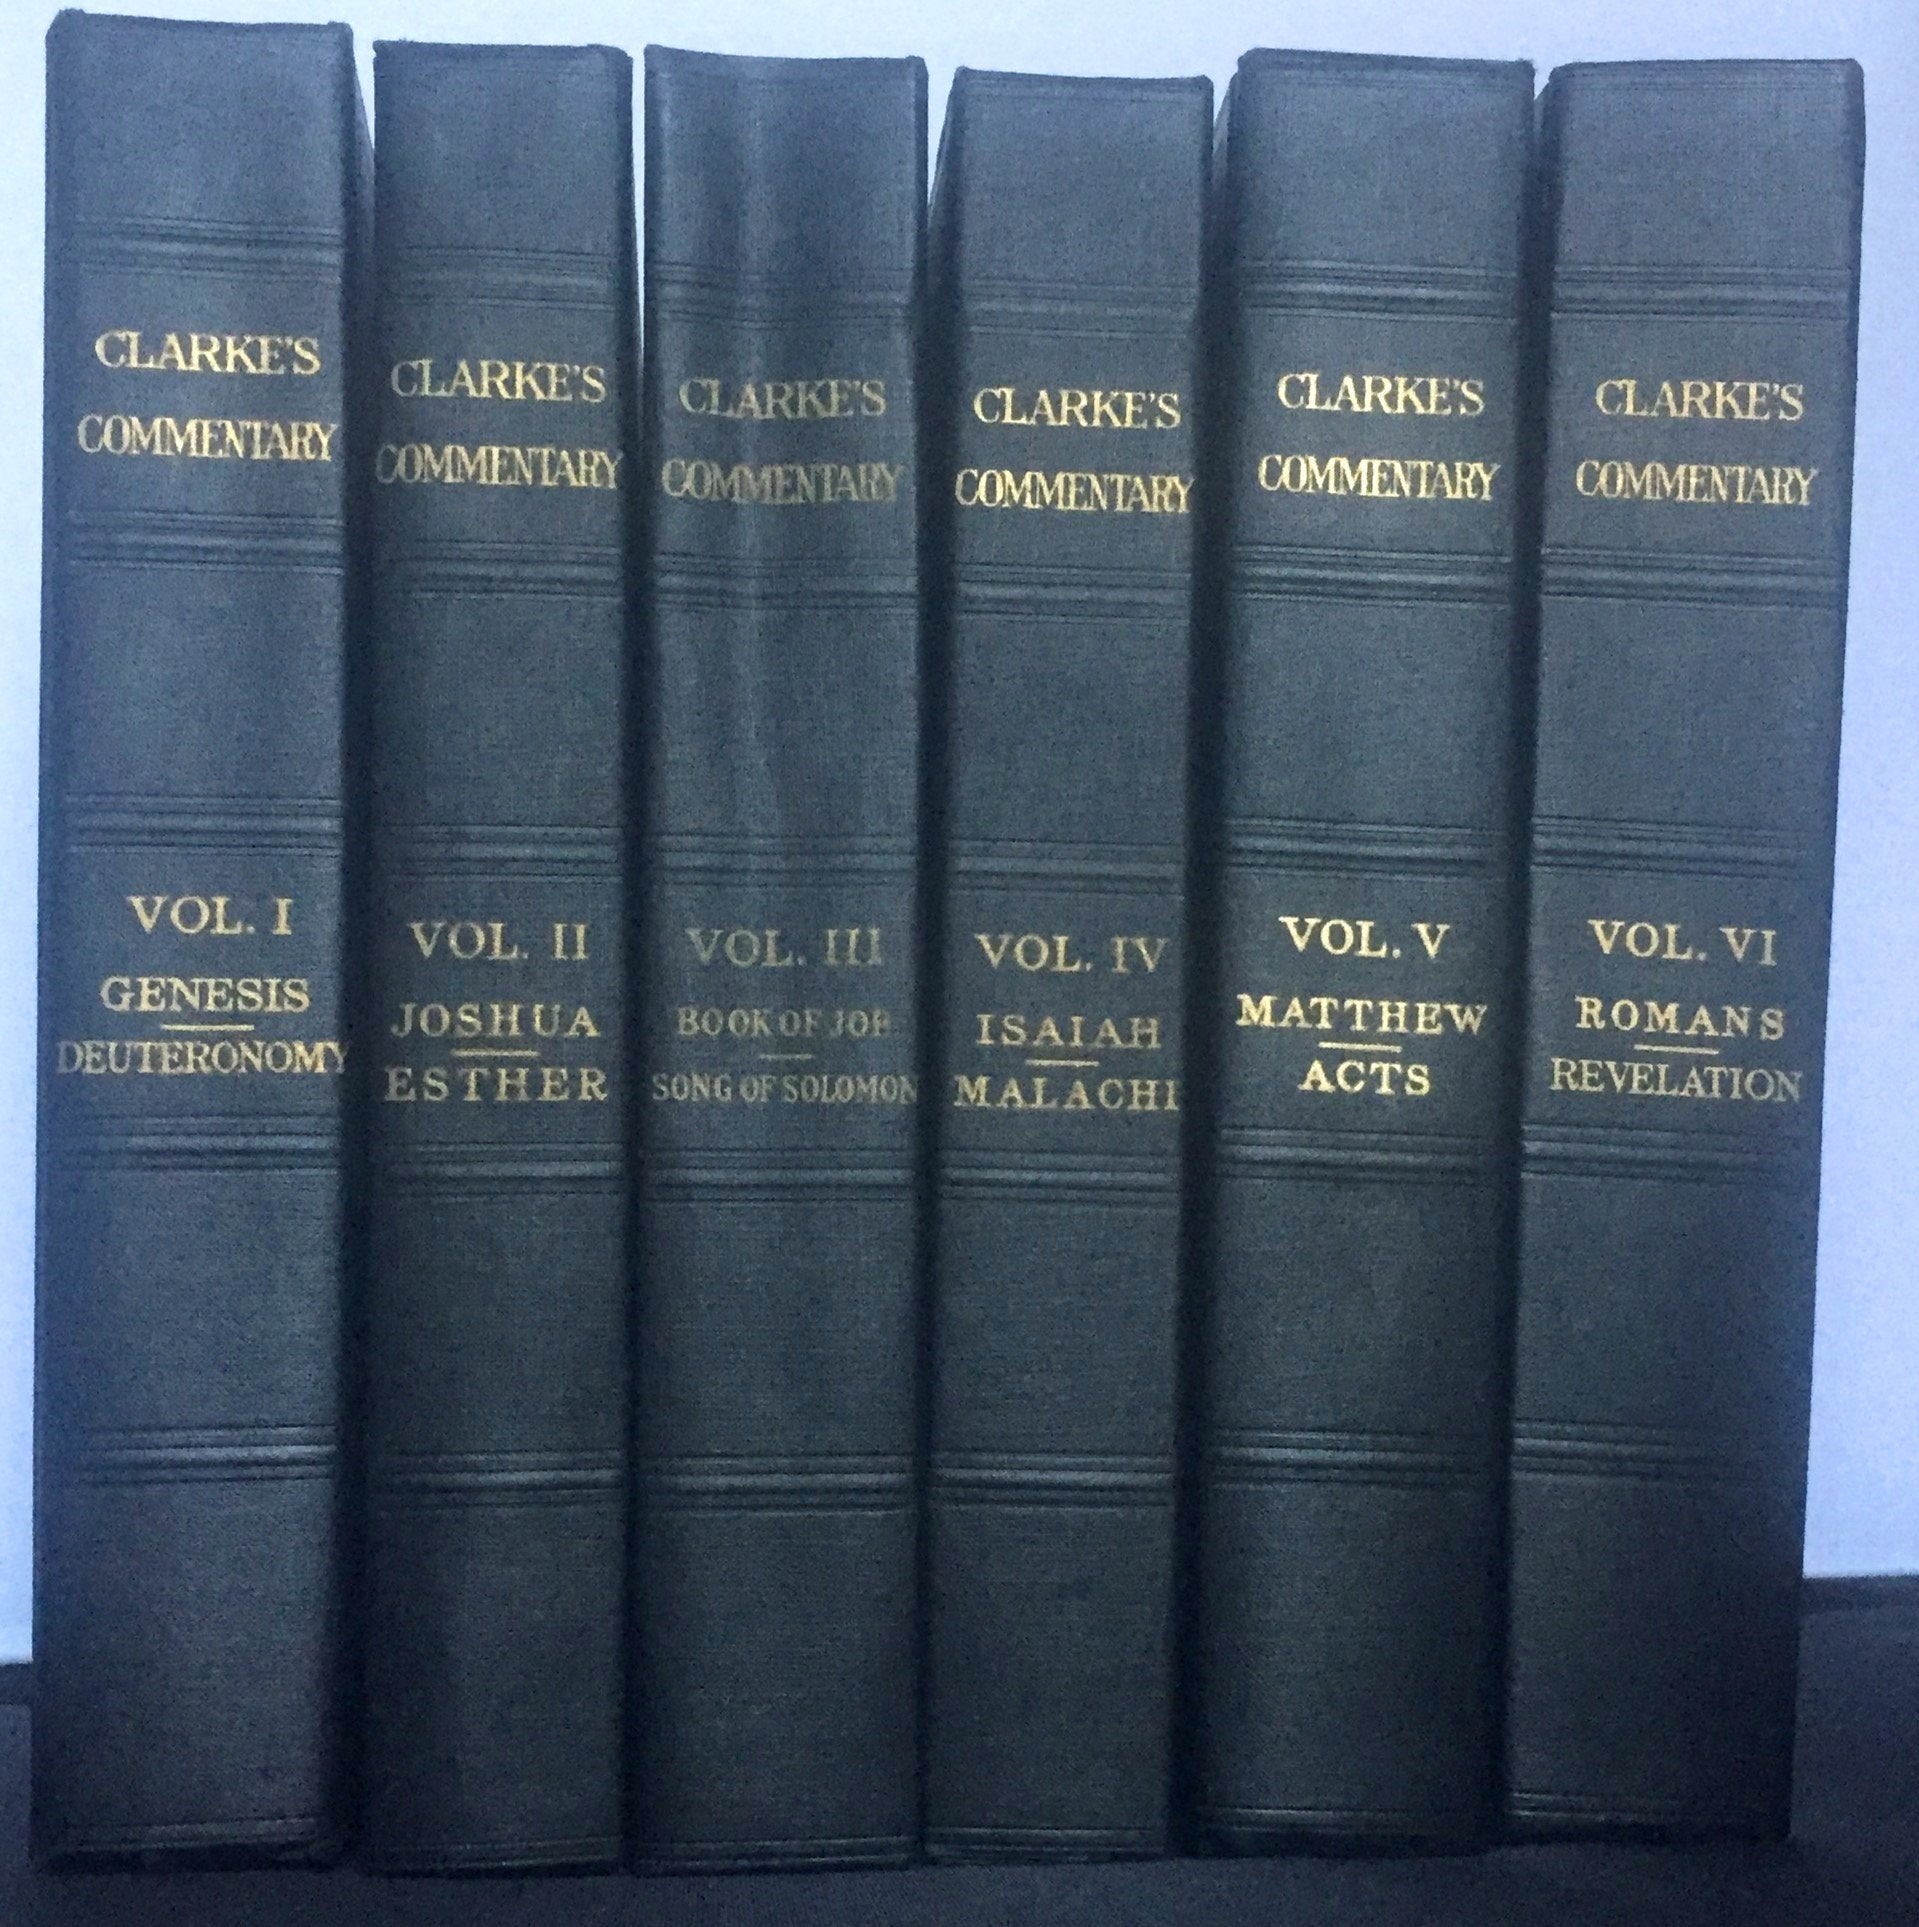 CLARKE'S
COMMENTARY
VOL. I
GENESIS
DEUTERONOMY
CLARKE'S
COMMENTARY
VOL. II
JOSHUA
ESTHER
CLARKE'S
COMMENTARY
VOL. III
BOOK OF JOB
SONG OF SOLOMON
CLARKE'S
COMMENTARY
VOL. IV
ISAIAH
MALACHI
CLARKE'S
COMMENTARY
VOL. V
MATTHEW
ACTS
CLARKE'S
COMMENTARY
VOL. VI
ROMANS
REVELATION